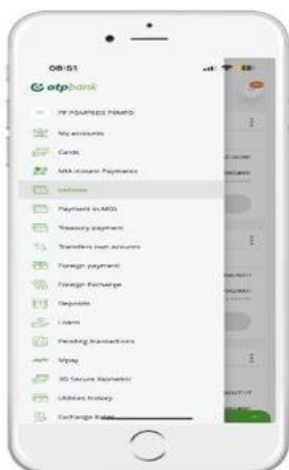 08:51
otpbank
My accounts
Cards
MIA Instant Payments
Payment in MDL
Treasury payment
Transfers own accounts
Foreign payment
Foreign Exchange
Deposits
Loans
Pending transactions
Mpay
3D Secure Biometric
Utilities history
Exchange Rates